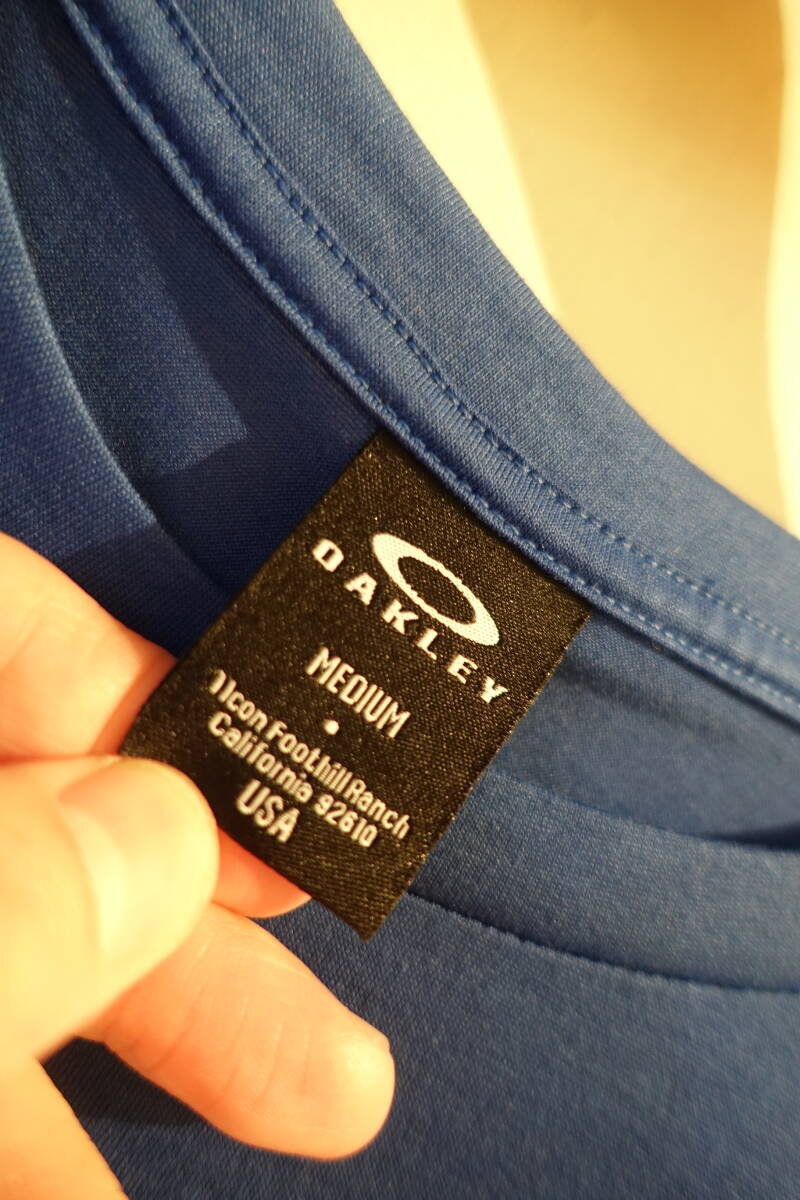 OAKLEY
MEDIUM
1 Icon Foothill Ranch
California 92610
USA